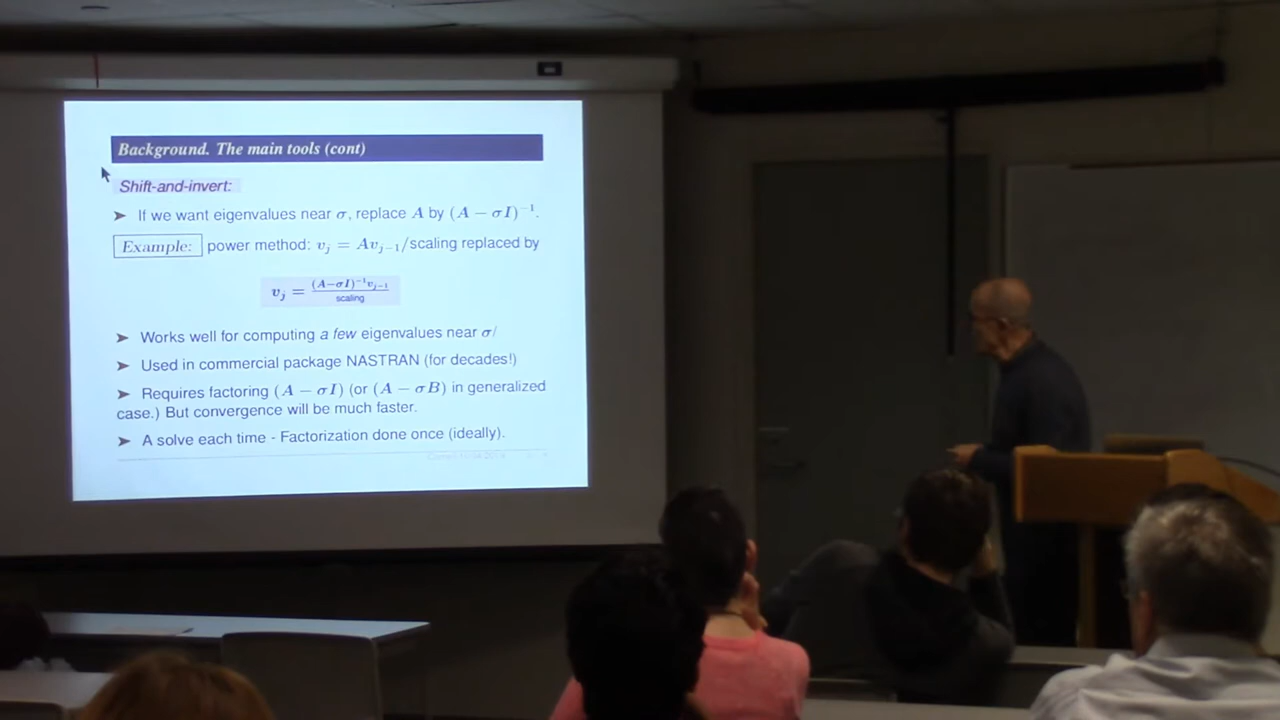 Background. The main tools (cont)
Shift-and-invert:
➤ If we want eigenvalues near σ, replace A by (A − σI)⁻¹.
Example: power method: vⱼ = Avⱼ₋₁/scaling replaced by
vⱼ = (A−σI)⁻¹vⱼ₋₁ / scaling
➤ Works well for computing a few eigenvalues near σ/
➤ Used in commercial package NASTRAN (for decades!)
➤ Requires factoring (A − σI) (or (A − σB) in generalized
case.) But convergence will be much faster.
➤ A solve each time - Factorization done once (ideally).